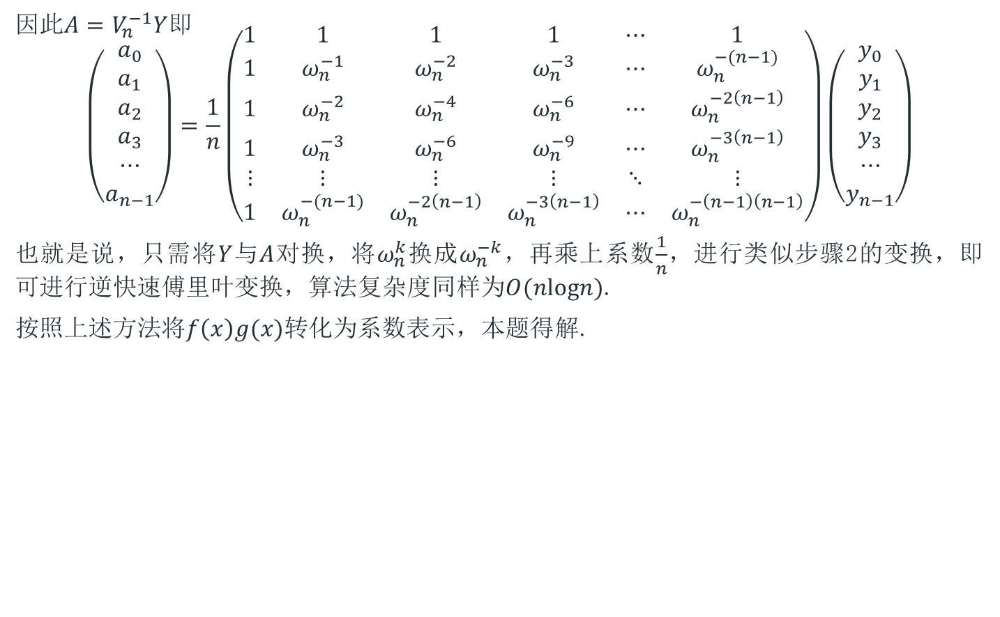 因此$A = V_n^{-1}Y$即
$\begin{pmatrix} a_0 \\ a_1 \\ a_2 \\ a_3 \\ \cdots \\ a_{n-1} \end{pmatrix} = \frac{1}{n} \begin{pmatrix} 1 & 1 & 1 & 1 & \cdots & 1 \\ 1 & \omega_n^{-1} & \omega_n^{-2} & \omega_n^{-3} & \cdots & \omega_n^{-(n-1)} \\ 1 & \omega_n^{-2} & \omega_n^{-4} & \omega_n^{-6} & \cdots & \omega_n^{-2(n-1)} \\ 1 & \omega_n^{-3} & \omega_n^{-6} & \omega_n^{-9} & \cdots & \omega_n^{-3(n-1)} \\ \vdots & \vdots & \vdots & \vdots & \ddots & \vdots \\ 1 & \omega_n^{-(n-1)} & \omega_n^{-2(n-1)} & \omega_n^{-3(n-1)} & \cdots & \omega_n^{-(n-1)(n-1)} \end{pmatrix} \begin{pmatrix} y_0 \\ y_1 \\ y_2 \\ y_3 \\ \cdots \\ y_{n-1} \end{pmatrix}$
也就是说，只需将$Y$与$A$对换，将$\omega_n^k$换成$\omega_n^{-k}$，再乘上系数$\frac{1}{n}$，进行类似步骤2的变换，即
可进行逆快速傅里叶变换，算法复杂度同样为$O(n\log n)$.
按照上述方法将$f(x)g(x)$转化为系数表示，本题得解.